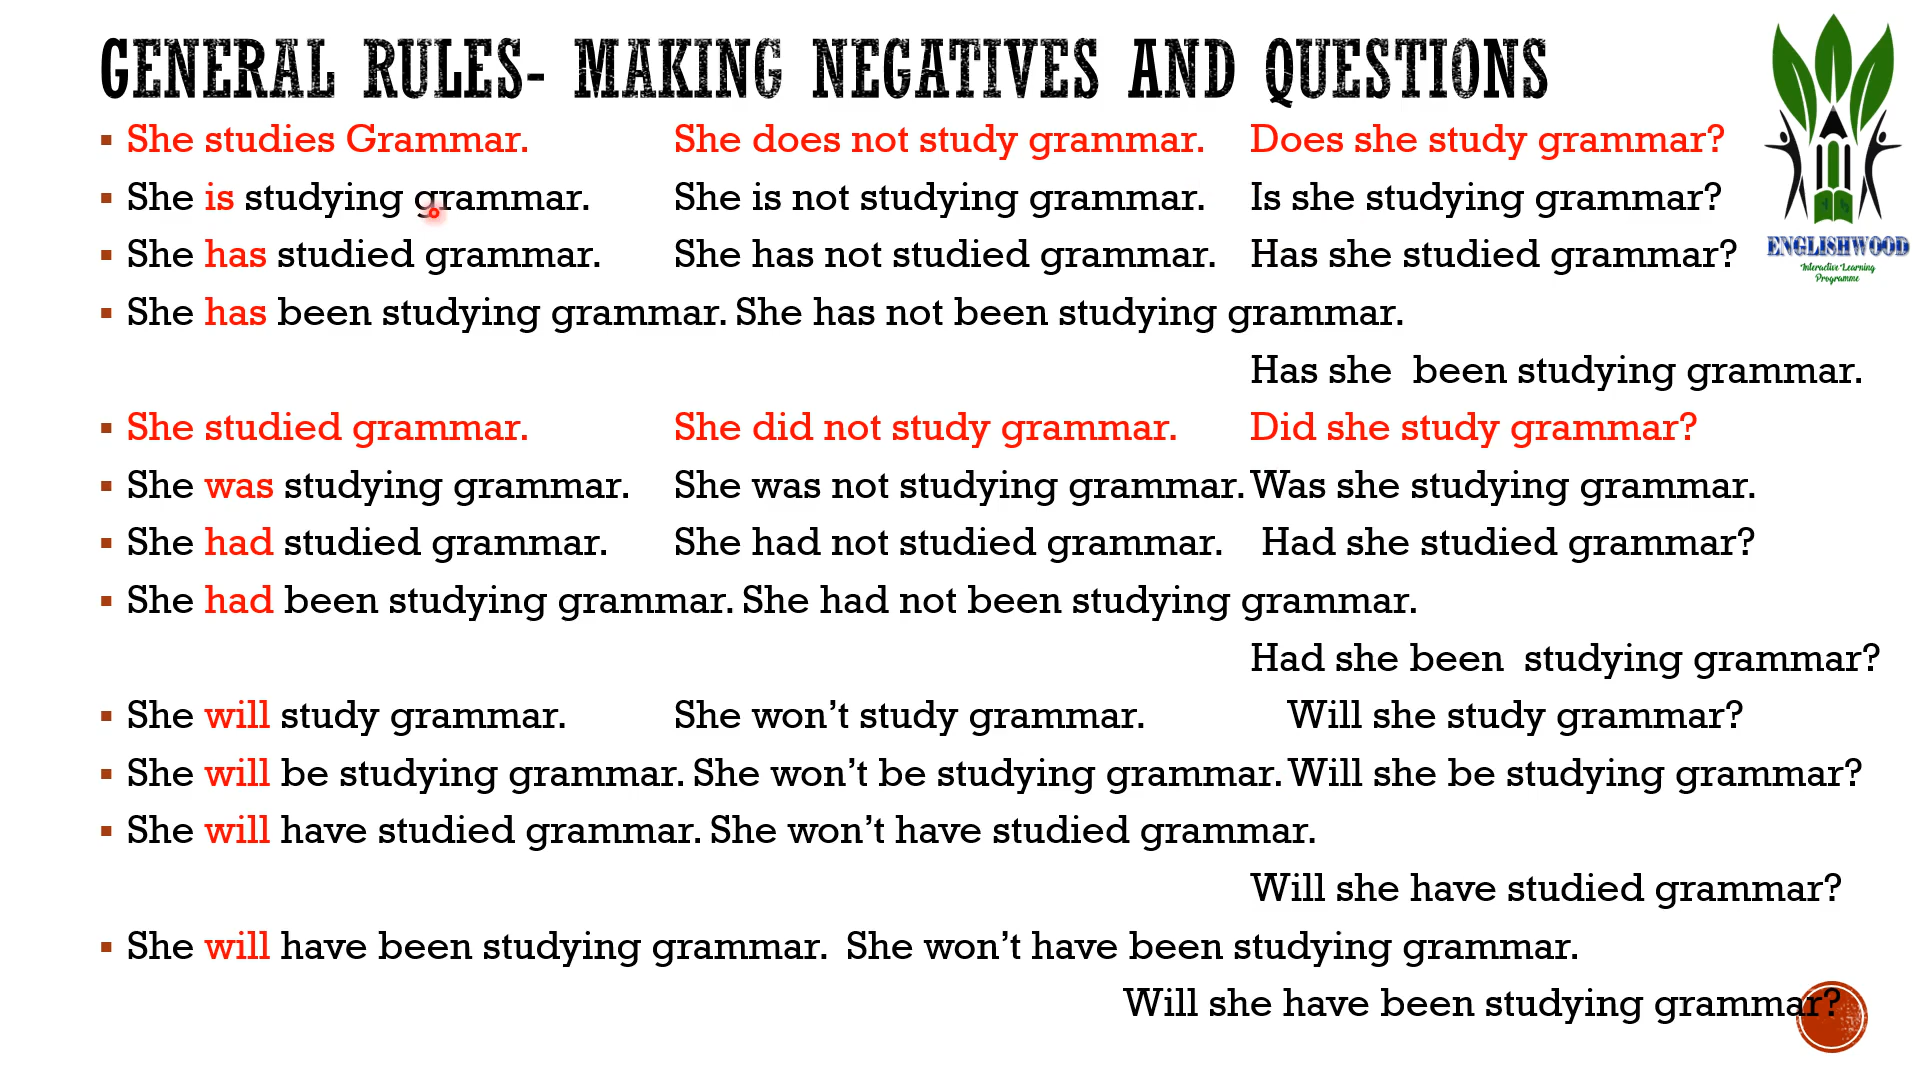 GENERAL RULES- MAKING NEGATIVES AND QUESTIONS
She studies Grammar. She does not study grammar. Does she study grammar?
She is studying grammar. She is not studying grammar. Is she studying grammar?
She has studied grammar. She has not studied grammar. Has she studied grammar?
She has been studying grammar. She has not been studying grammar.
Has she been studying grammar.
She studied grammar. She did not study grammar. Did she study grammar?
She was studying grammar. She was not studying grammar. Was she studying grammar.
She had studied grammar. She had not studied grammar. Had she studied grammar?
She had been studying grammar. She had not been studying grammar.
Had she been studying grammar?
She will study grammar. She won't study grammar. Will she study grammar?
She will be studying grammar. She won't be studying grammar. Will she be studying grammar?
She will have studied grammar. She won't have studied grammar.
Will she have studied grammar?
She will have been studying grammar. She won't have been studying grammar.
Will she have been studying grammar?
ENGLISHWOOD
Interactive Learning
Programme